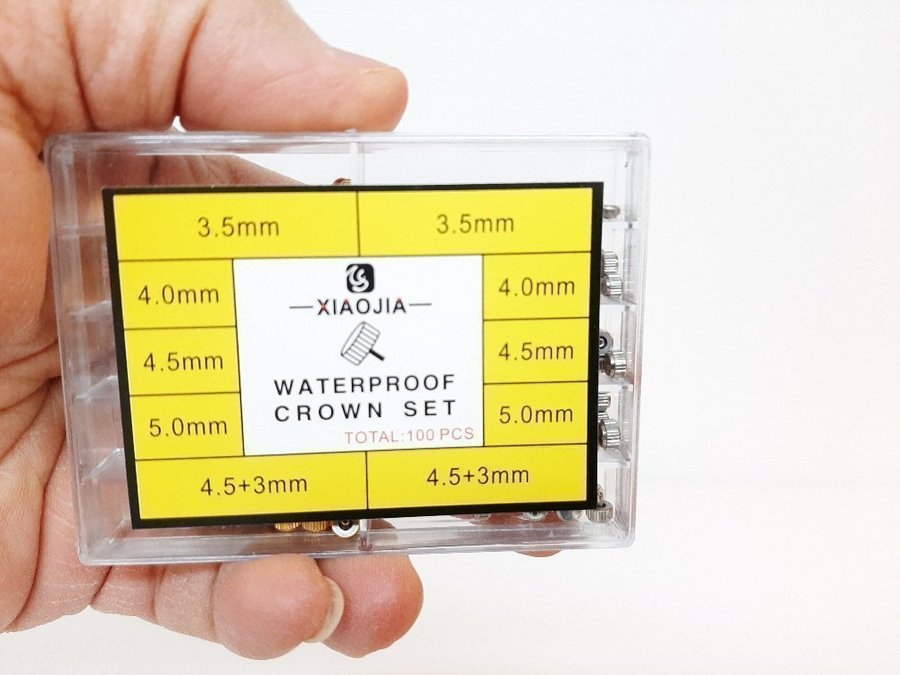 3.5mm 3.5mm
4.0mm 4.0mm
4.5mm 4.5mm
5.0mm 5.0mm
4.5+3mm 4.5+3mm
XIAOJIA
WATERPROOF
CROWN SET
TOTAL:100 PCS